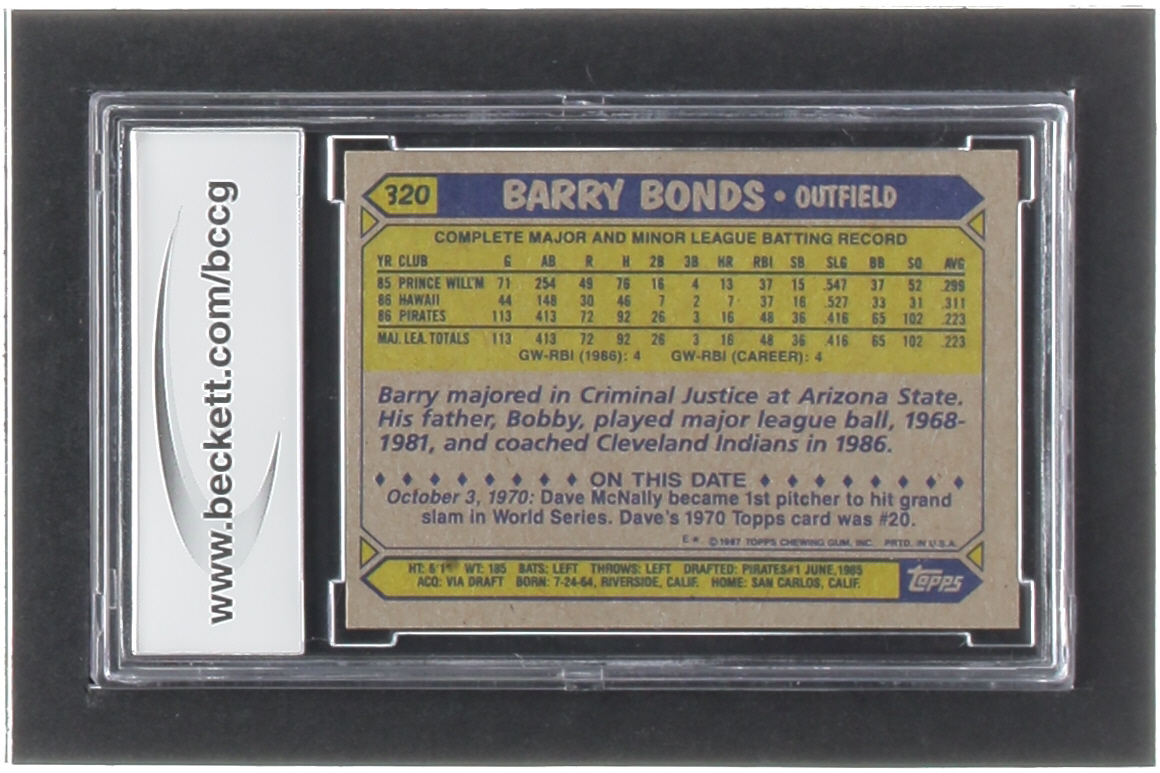 www.beckett.com/bccg
320 BARRY BONDS • OUTFIELD
COMPLETE MAJOR AND MINOR LEAGUE BATTING RECORD
YR CLUB G AB R H 2B 3B HR RBI SB SLG BB SO AVG
85 PRINCE WILL'M 71 254 49 76 16 4 13 37 15 .547 37 52 .299
86 HAWAII 44 148 30 46 7 2 7 37 16 .527 33 31 .311
86 PIRATES 113 413 72 92 26 3 16 48 36 .416 65 102 .223
MAJ. LEA. TOTALS 113 413 72 92 26 3 16 48 36 .416 65 102 .223
GW-RBI (1986): 4 GW-RBI (CAREER): 4
Barry majored in Criminal Justice at Arizona State.
His father, Bobby, played major league ball, 1968-
1981, and coached Cleveland Indians in 1986.
♦ ♦ ♦ ♦ ♦ ♦ ♦ ♦ ON THIS DATE ♦ ♦ ♦ ♦ ♦ ♦ ♦ ♦
October 3, 1970: Dave McNally became 1st pitcher to hit grand
slam in World Series. Dave's 1970 Topps card was #20.
E* © 1987 TOPPS CHEWING GUM, INC. PRTD. IN U.S.A.
HT: 6'1" WT: 185 BATS: LEFT THROWS: LEFT DRAFTED: PIRATES#1 JUNE, 1985
ACQ: VIA DRAFT BORN: 7-24-64, RIVERSIDE, CALIF. HOME: SAN CARLOS, CALIF.
Topps